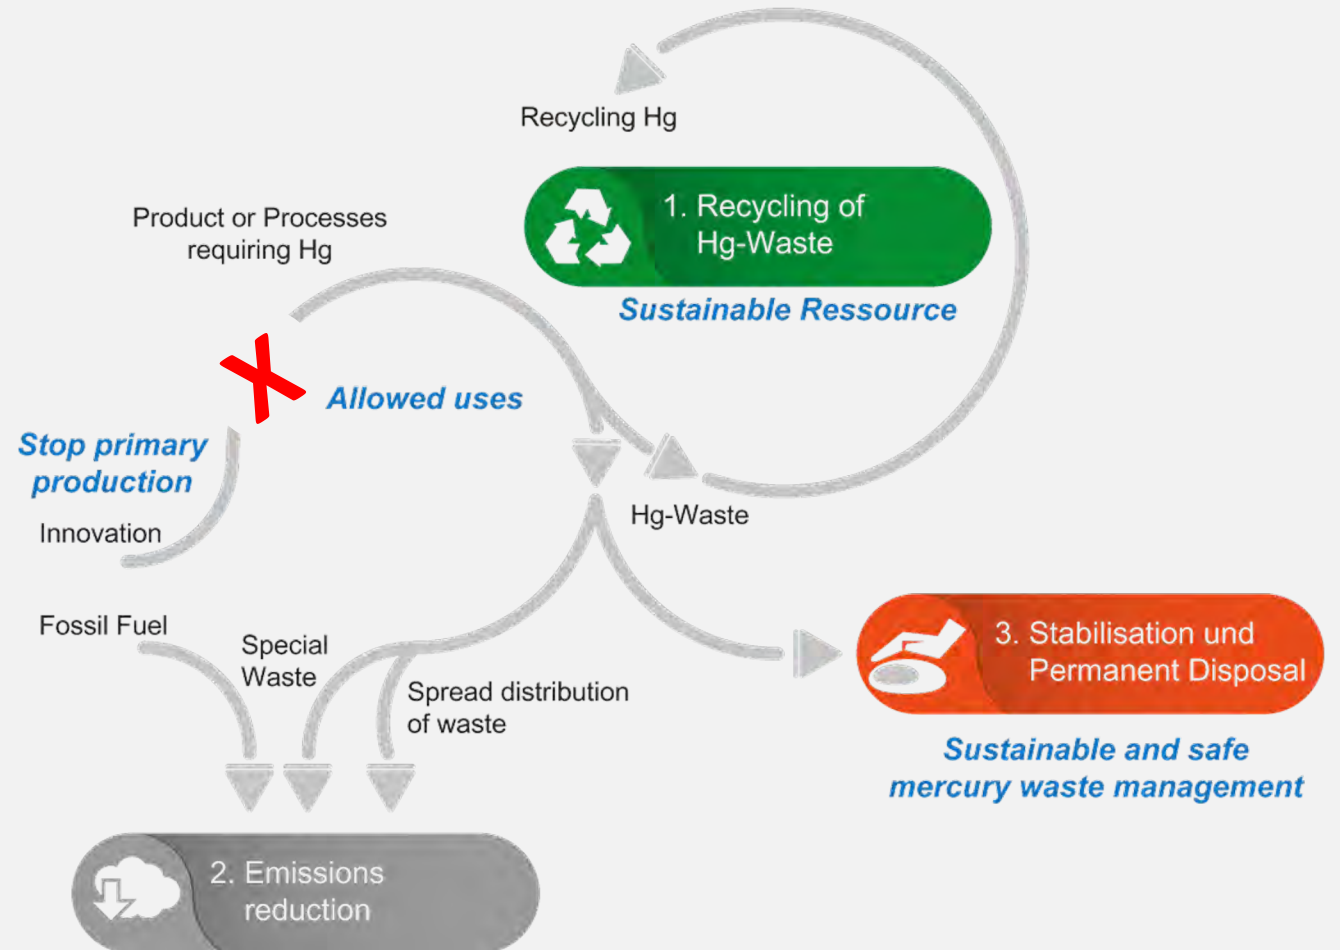 Recycling Hg
1. Recycling of
Hg-Waste
Sustainable Ressource
Product or Processes
requiring Hg
X
Allowed uses
Stop primary
production
Innovation
Hg-Waste
Fossil Fuel
Special
Waste
Spread distribution
of waste
3. Stabilisation und
Permanent Disposal
Sustainable and safe
mercury waste management
2. Emissions
reduction